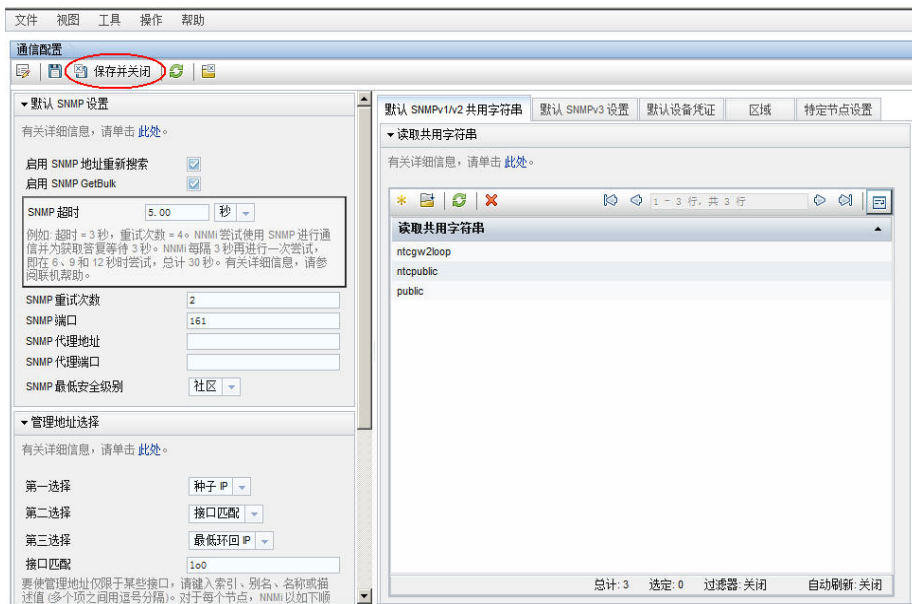 文件 视图 工具 操作 帮助
通信配置
保存并关闭
默认 SNMP 设置
有关详细信息，请单击 此处。
启用 SNMP 地址重新搜索
启用 SNMP GetBulk
SNMP 超时 5.00 秒
例如: 超时 = 3 秒，重试次数 = 4。NNMi 尝试使用 SNMP 进行通
信并为获取答复等待 3 秒。NNMi 每隔 3 秒再进行一次尝试，
即在 6、9 和 12 秒时尝试，总计 30 秒。有关详细信息，请参
阅联机帮助。
SNMP 重试次数 2
SNMP 端口 161
SNMP 代理地址
SNMP 代理端口
SNMP 最低安全级别 社区
管理地址选择
有关详细信息，请单击 此处。
第一选择 种子 IP
第二选择 接口匹配
第三选择 最低环回 IP
接口匹配 lo0
要使管理地址仅限于某些接口，请键入索引、别名、名称或描
述值 (多个项之间用逗号分隔)。对于每个节点，NNMi 以如下顺
默认 SNMPv1/v2 共用字符串 默认 SNMPv3 设置 默认设备凭证 区域 特定节点设置
读取共用字符串
有关详细信息，请单击 此处。
1 - 3 行, 共 3 行
读取共用字符串
ntcgw2loop
ntcpublic
public
总计: 3 选定: 0 过滤器: 关闭 自动刷新: 关闭